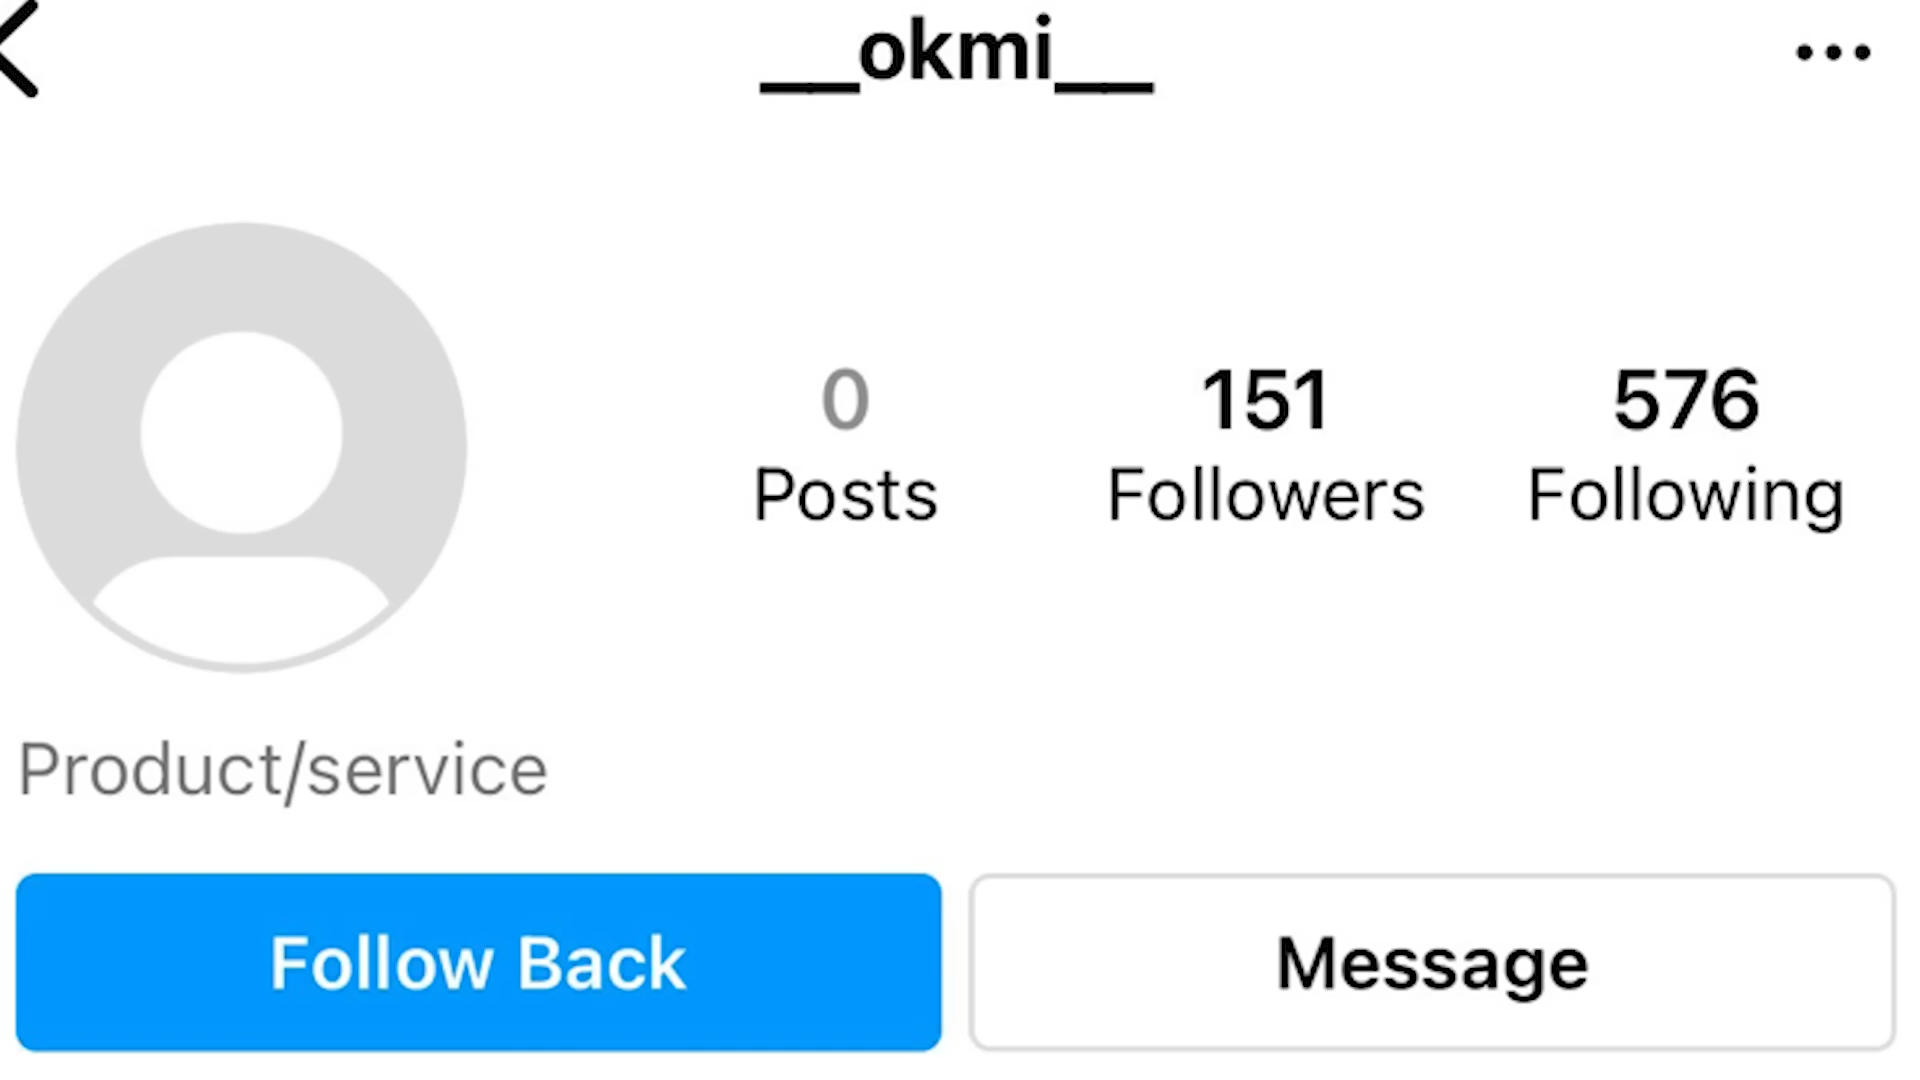 __okmi__
0 151 576
Posts Followers Following
Product/service
Follow Back Message